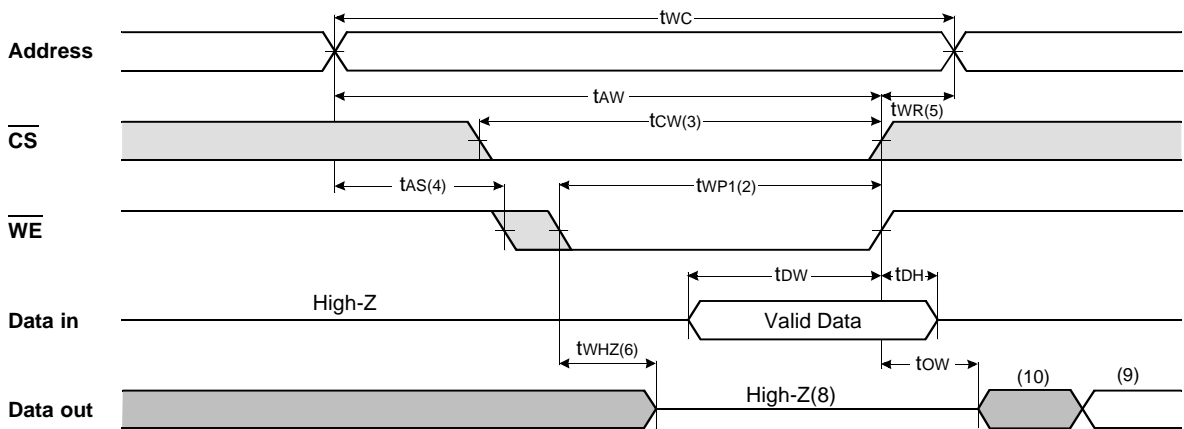 tWC
Address
tAW
tWR(5)
tCW(3)
CS
tAS(4)
tWP1(2)
WE
tDW
tDH
High-Z
Data in
Valid Data
tWHZ(6)
tOW
(10)
(9)
High-Z(8)
Data out